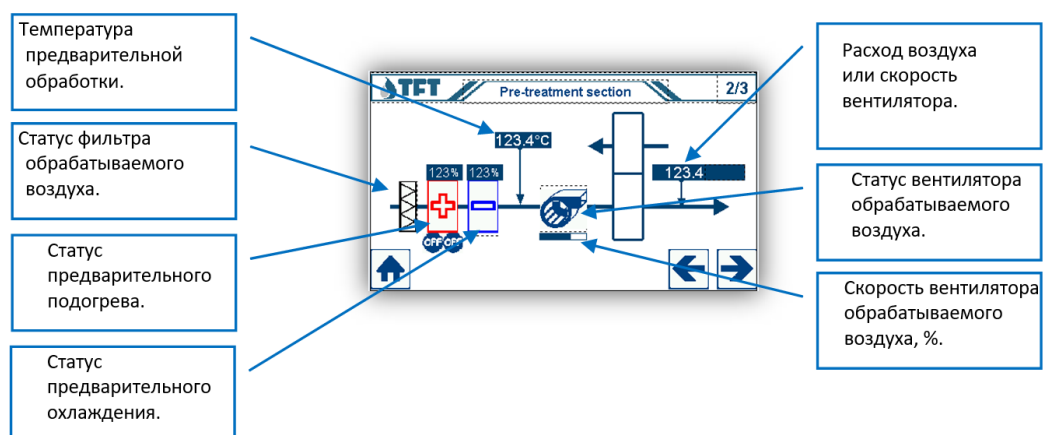 Температура
предварительной
обработки.
Статус фильтра
обрабатываемого
воздуха.
Статус
предварительного
подогрева.
Статус
предварительного
охлаждения.
TFT
Pre-treatment section
2/3
123,4°C
123%
123%
123.4
OFF
OFF
Расход воздуха
или скорость
вентилятора.
Статус вентилятора
обрабатываемого
воздуха.
Скорость вентилятора
обрабатываемого
воздуха, %.